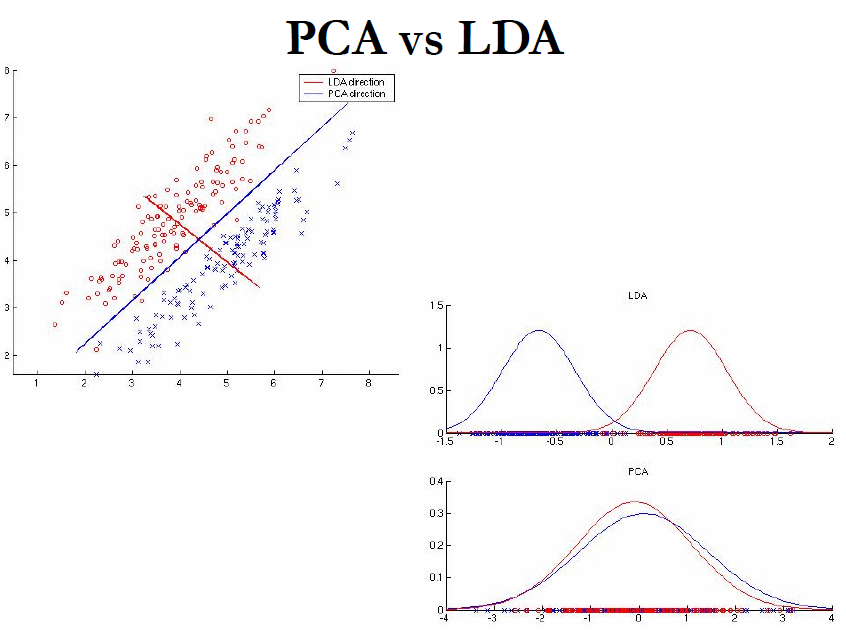 PCA vs LDA
LDA direction
PCA direction
8
7
6
5
4
3
2
1 2 3 4 5 6 7 8
LDA
1.5
1
0.5
0
-1.5 -1 -0.5 0 0.5 1 1.5 2
PCA
0.4
0.3
0.2
0.1
0
-4 -3 -2 -1 0 1 2 3 4